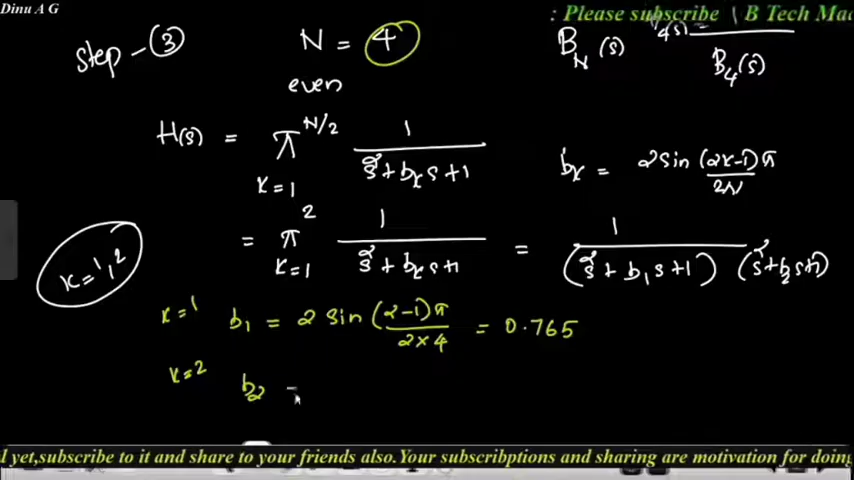 Dinu A G
: Please subscribe \ B Tech Mac
step - ③ N = 4
even
B_N(s) B_4(s)
H(s) = π^{N/2}_{K=1} 1/(s²+b_K s+1) b_K = 2 sin (2K-1)π/2N
K=1,2
= π^{2}_{K=1} 1/(s²+b_K s+1) = 1/((s²+b_1 s+1) (s²+b_2 s+1))
K=1 b_1 = 2 sin (2-1)π/(2×4) = 0.765
K=2 b_2 =
l yet,subscribe to it and share to your friends also.Your subscribptions and sharing are motivation for doing